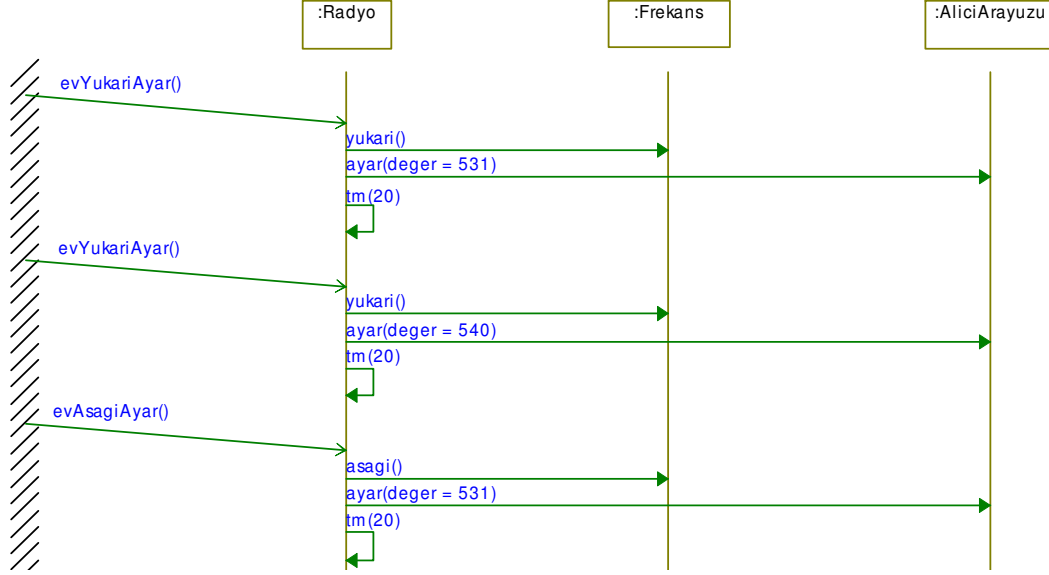 :Radyo
:Frekans
:AliciArayuzu
evYukariAyar()
yukari()
ayar(deger = 531)
tm(20)
evYukariAyar()
yukari()
ayar(deger = 540)
tm(20)
evAsagiAyar()
asagi()
ayar(deger = 531)
tm(20)